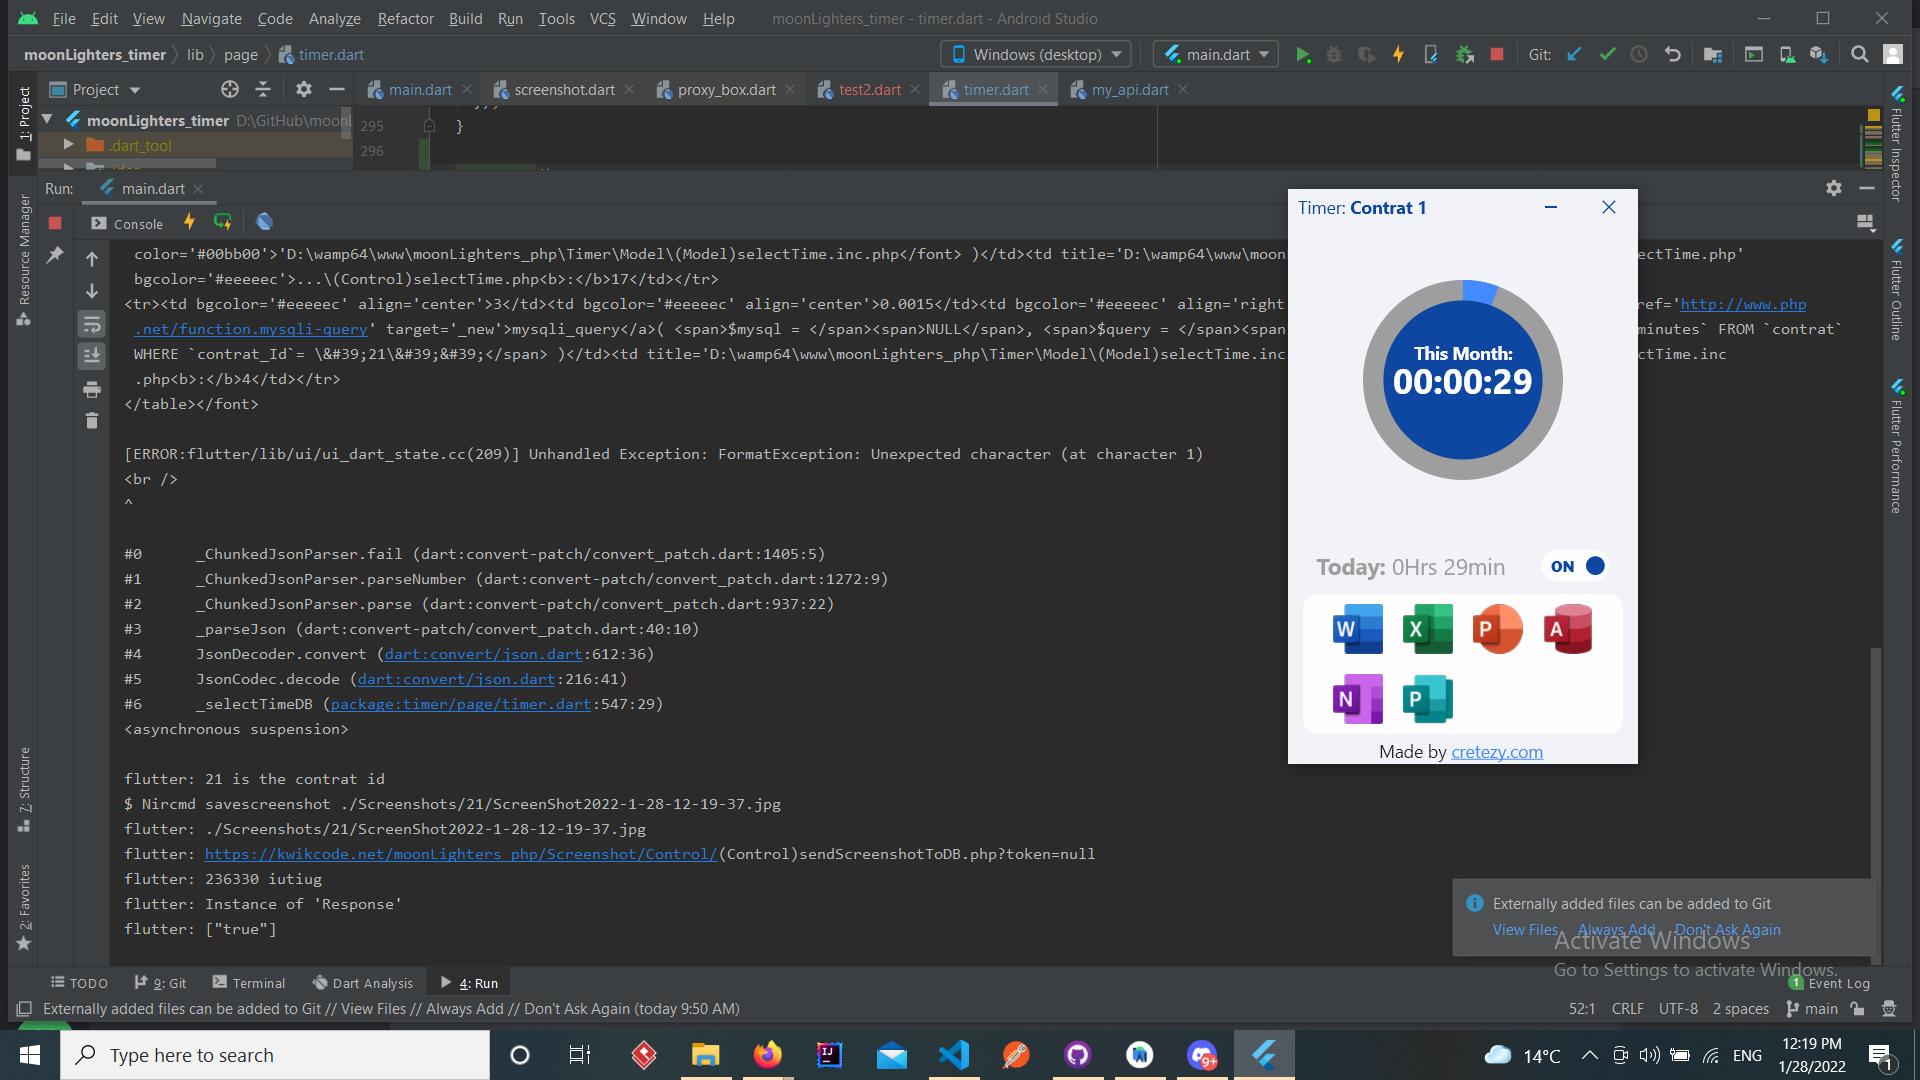 File Edit View Navigate Code Analyze Refactor Build Run Tools VCS Window Help moonLighters_timer - timer.dart - Android Studio
moonLighters_timer lib page timer.dart Windows (desktop) main.dart Git:
Project main.dart screenshot.dart proxy_box.dart test2.dart timer.dart my_api.dart
moonLighters_timer D:\GitHub\moonL
.dart_tool
295 }
296
Run: main.dart
Console
color='#00bb00'>'D:\wamp64\www\moonLighters_php\Timer\Model\(Model)selectTime.inc.php</font> )</td><td title='D:\wamp64\www\moon ectTime.php'
bgcolor='#eeeeec'>...\(Control)selectTime.php<b>:</b>17</td></tr>
<tr><td bgcolor='#eeeeec' align='center'>3</td><td bgcolor='#eeeeec' align='center'>0.0015</td><td bgcolor='#eeeeec' align='right ref='http://www.php
.net/function.mysqli-query' target='_new'>mysqli_query</a>( <span>$mysql = </span><span>NULL</span>, <span>$query = </span><span minutes` FROM `contrat`
WHERE `contrat_Id`= \&#39;21\&#39;&#39;</span> )</td><td title='D:\wamp64\www\moonLighters_php\Timer\Model\(Model)selectTime.inc ectTime.inc
.php<b>:</b>4</td></tr>
</table></font>
[ERROR:flutter/lib/ui/ui_dart_state.cc(209)] Unhandled Exception: FormatException: Unexpected character (at character 1)
<br />
^
#0 _ChunkedJsonParser.fail (dart:convert-patch/convert_patch.dart:1405:5)
#1 _ChunkedJsonParser.parseNumber (dart:convert-patch/convert_patch.dart:1272:9)
#2 _ChunkedJsonParser.parse (dart:convert-patch/convert_patch.dart:937:22)
#3 _parseJson (dart:convert-patch/convert_patch.dart:40:10)
#4 JsonDecoder.convert (dart:convert/json.dart:612:36)
#5 JsonCodec.decode (dart:convert/json.dart:216:41)
#6 _selectTimeDB (package:timer/page/timer.dart:547:29)
<asynchronous suspension>
flutter: 21 is the contrat id
$ Nircmd savescreenshot ./Screenshots/21/ScreenShot2022-1-28-12-19-37.jpg
flutter: ./Screenshots/21/ScreenShot2022-1-28-12-19-37.jpg
flutter: https://kwikcode.net/moonLighters_php/Screenshot/Control/(Control)sendScreenshotToDB.php?token=null
flutter: 236330 iutiug
flutter: Instance of 'Response'
flutter: ["true"]
Timer: Contrat 1
This Month:
00:00:29
Today: 0Hrs 29min ON
W X P A
N P
Made by cretezy.com
1: Project
Resource Manager
7: Structure
2: Favorites
Flutter Inspector
Flutter Outline
Flutter Performance
Externally added files can be added to Git
View Files Always Add Don't Ask Again
Activate Windows
Go to Settings to activate Windows.
TODO 9: Git Terminal Dart Analysis 4: Run 1 Event Log
Externally added files can be added to Git // View Files // Always Add // Don't Ask Again (today 9:50 AM) 52:1 CRLF UTF-8 2 spaces main
Type here to search 14°C ENG 12:19 PM
1/28/2022